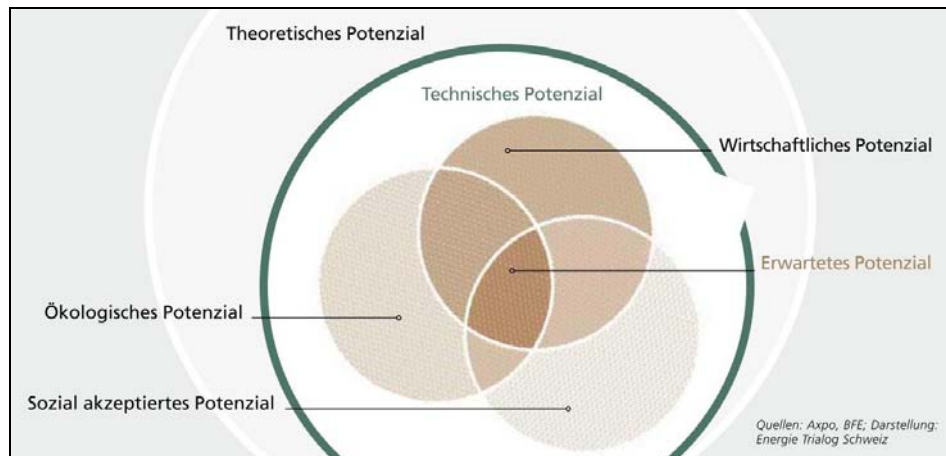 Theoretisches Potenzial
Technisches Potenzial
Wirtschaftliches Potenzial
Erwartetes Potenzial
Ökologisches Potenzial
Sozial akzeptiertes Potenzial
Quellen: Axpo, BFE; Darstellung:
Energie Trialog Schweiz